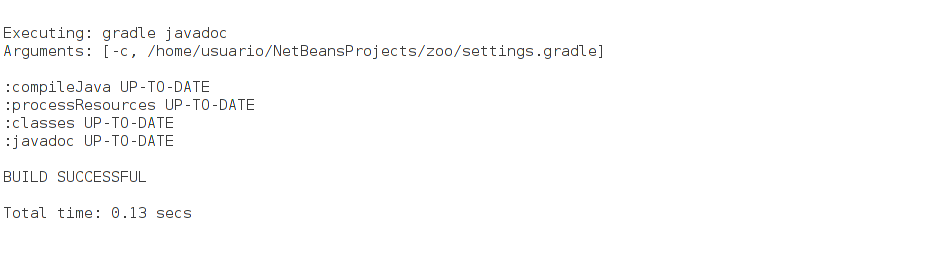 Executing: gradle javadoc
Arguments: [-c, /home/usuario/NetBeansProjects/zoo/settings.gradle]
:compileJava UP-TO-DATE
:processResources UP-TO-DATE
:classes UP-TO-DATE
:javadoc UP-TO-DATE
BUILD SUCCESSFUL
Total time: 0.13 secs